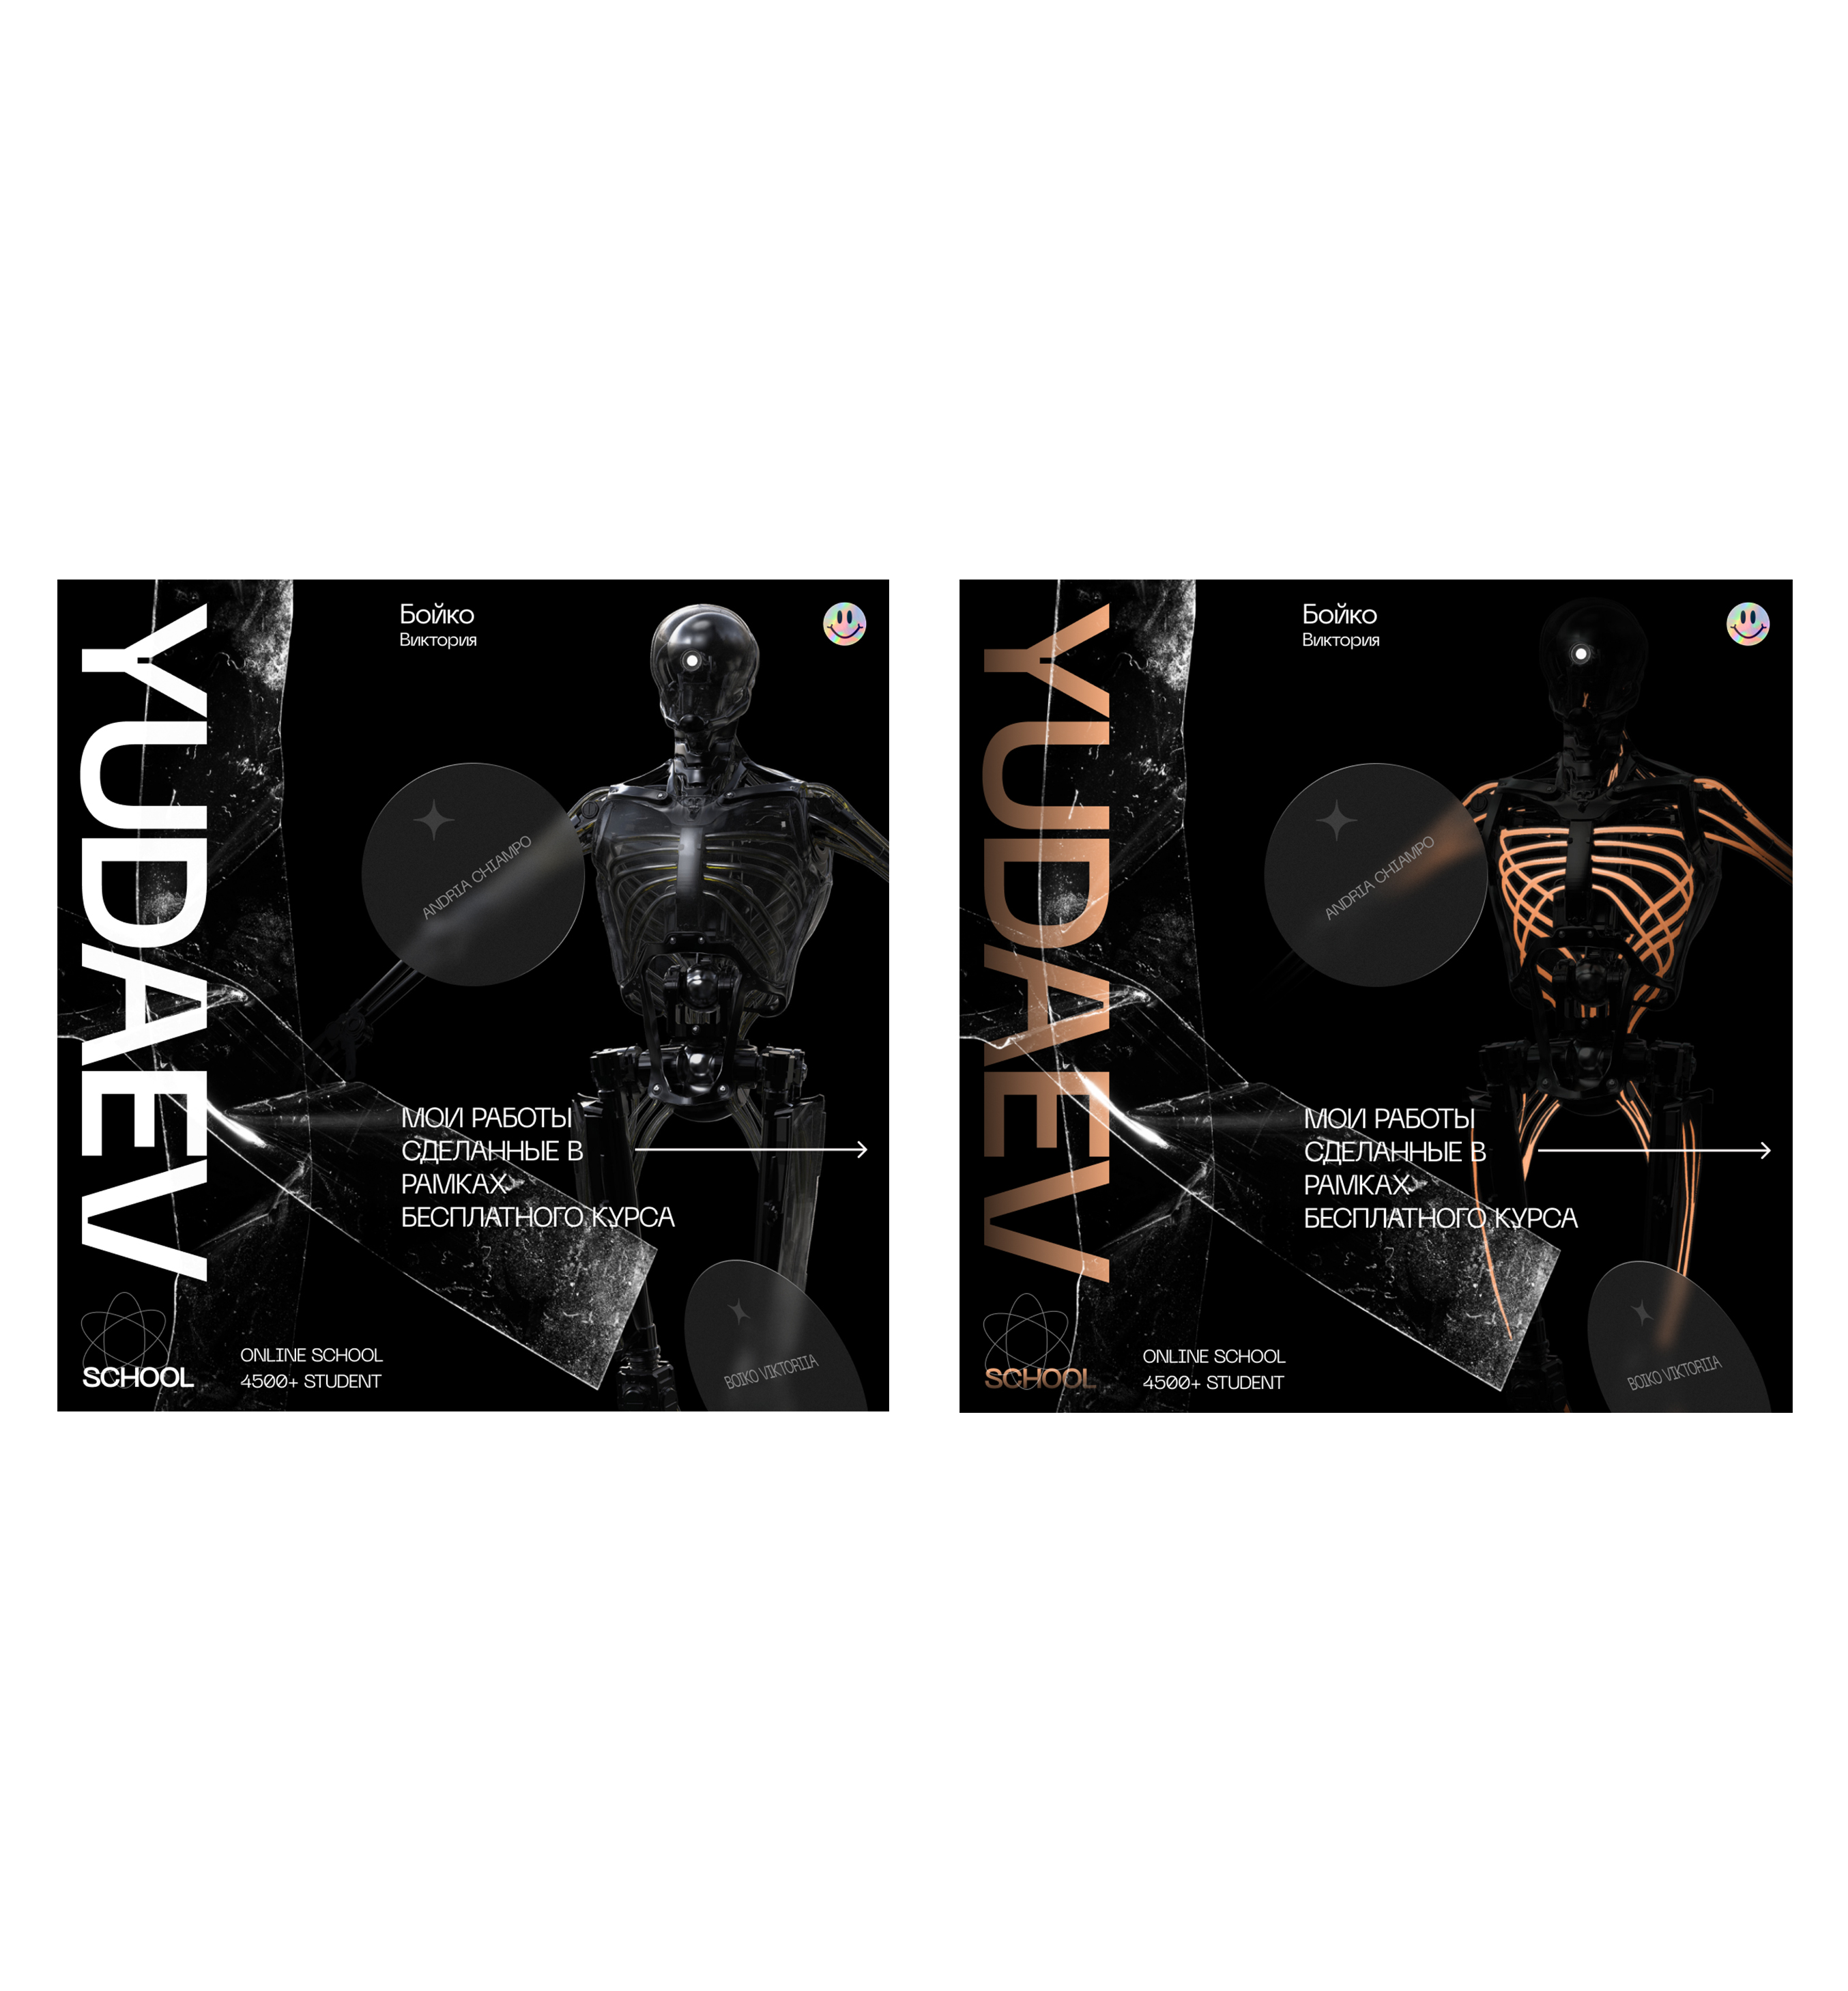 YUDAEV
Бойко
Виктория
ANDRIA CHIAMPO
МОИ РАБОТЫ
СДЕЛАННЫЕ В
РАМКАХ
БЕСПЛАТНОГО КУРСА
SCHOOL
ONLINE SCHOOL
4500+ STUDENT
BOIKO VIKTORIIA
YUDAEV
Бойко
Виктория
ANDRIA CHIAMPO
МОИ РАБОТЫ
СДЕЛАННЫЕ В
РАМКАХ
БЕСПЛАТНОГО КУРСА
SCHOOL
ONLINE SCHOOL
4500+ STUDENT
BOIKO VIKTORIIA